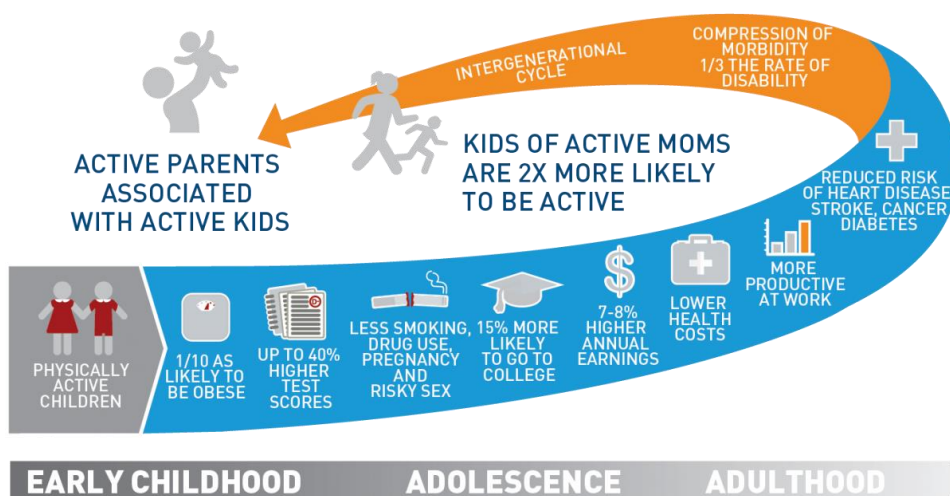 INTERGENERATIONAL
CYCLE
COMPRESSION OF
MORBIDITY
1/3 THE RATE OF
DISABILITY
ACTIVE PARENTS
ASSOCIATED
WITH ACTIVE KIDS
KIDS OF ACTIVE MOMS
ARE 2X MORE LIKELY
TO BE ACTIVE
PHYSICALLY
ACTIVE
CHILDREN
1/10 AS
LIKELY TO
BE OBESE
UP TO 40%
HIGHER
TEST
SCORES
LESS SMOKING,
DRUG USE,
PREGNANCY
AND
RISKY SEX
15% MORE
LIKELY
TO GO TO
COLLEGE
$
7-8%
HIGHER
ANNUAL
EARNINGS
LOWER
HEALTH
COSTS
MORE
PRODUCTIVE
AT WORK
REDUCED RISK
OF HEART DISEASE
STROKE, CANCER
DIABETES
EARLY CHILDHOOD
ADOLESCENCE
ADULTHOOD